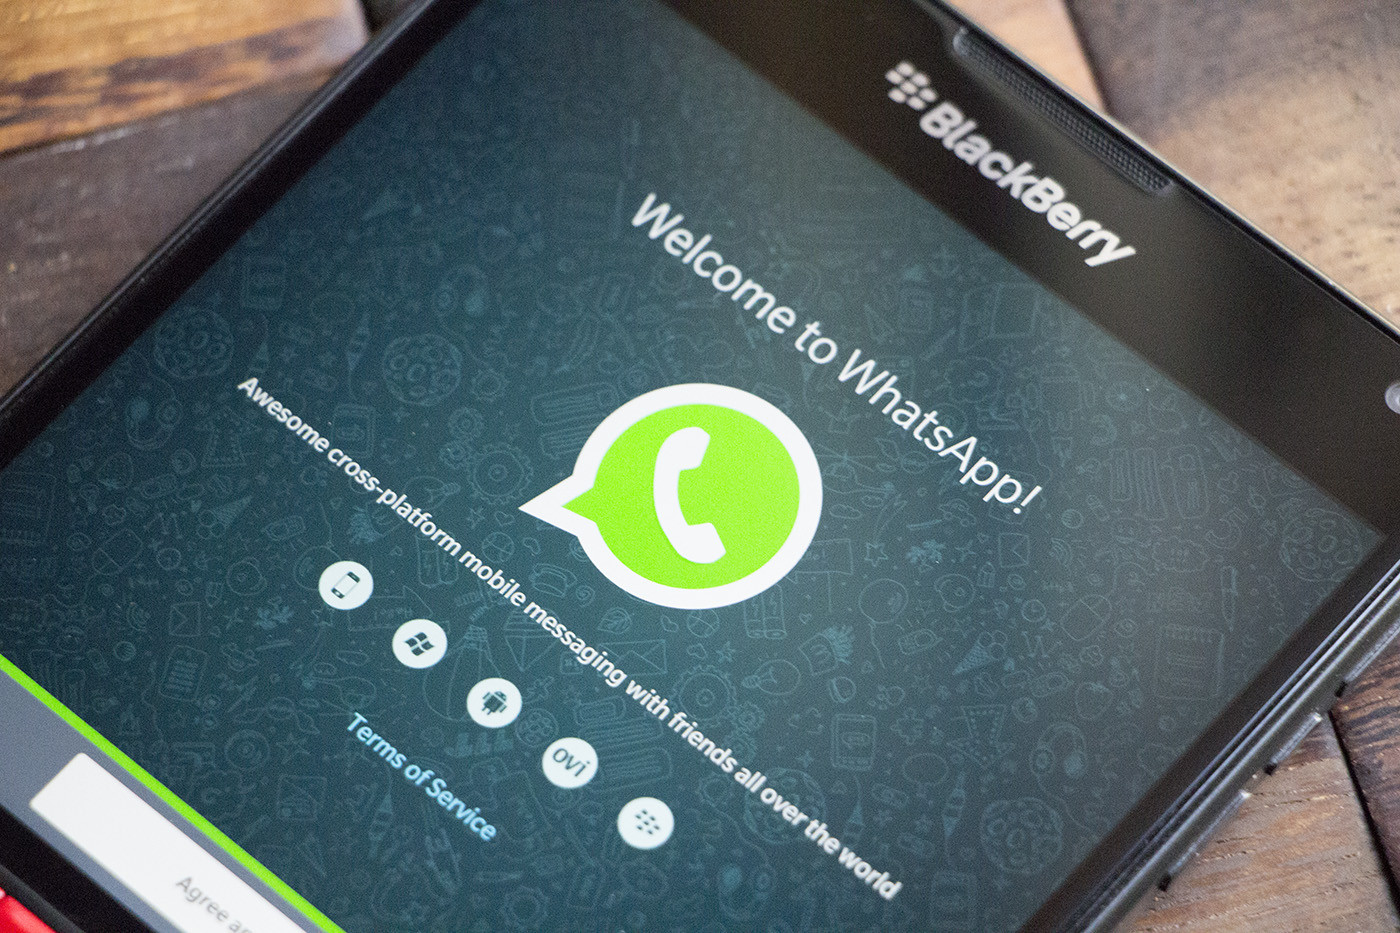 BlackBerry
Welcome to WhatsApp!
Awesome cross-platform mobile messaging with friends all over the world
ovi
Terms of Service
Agree